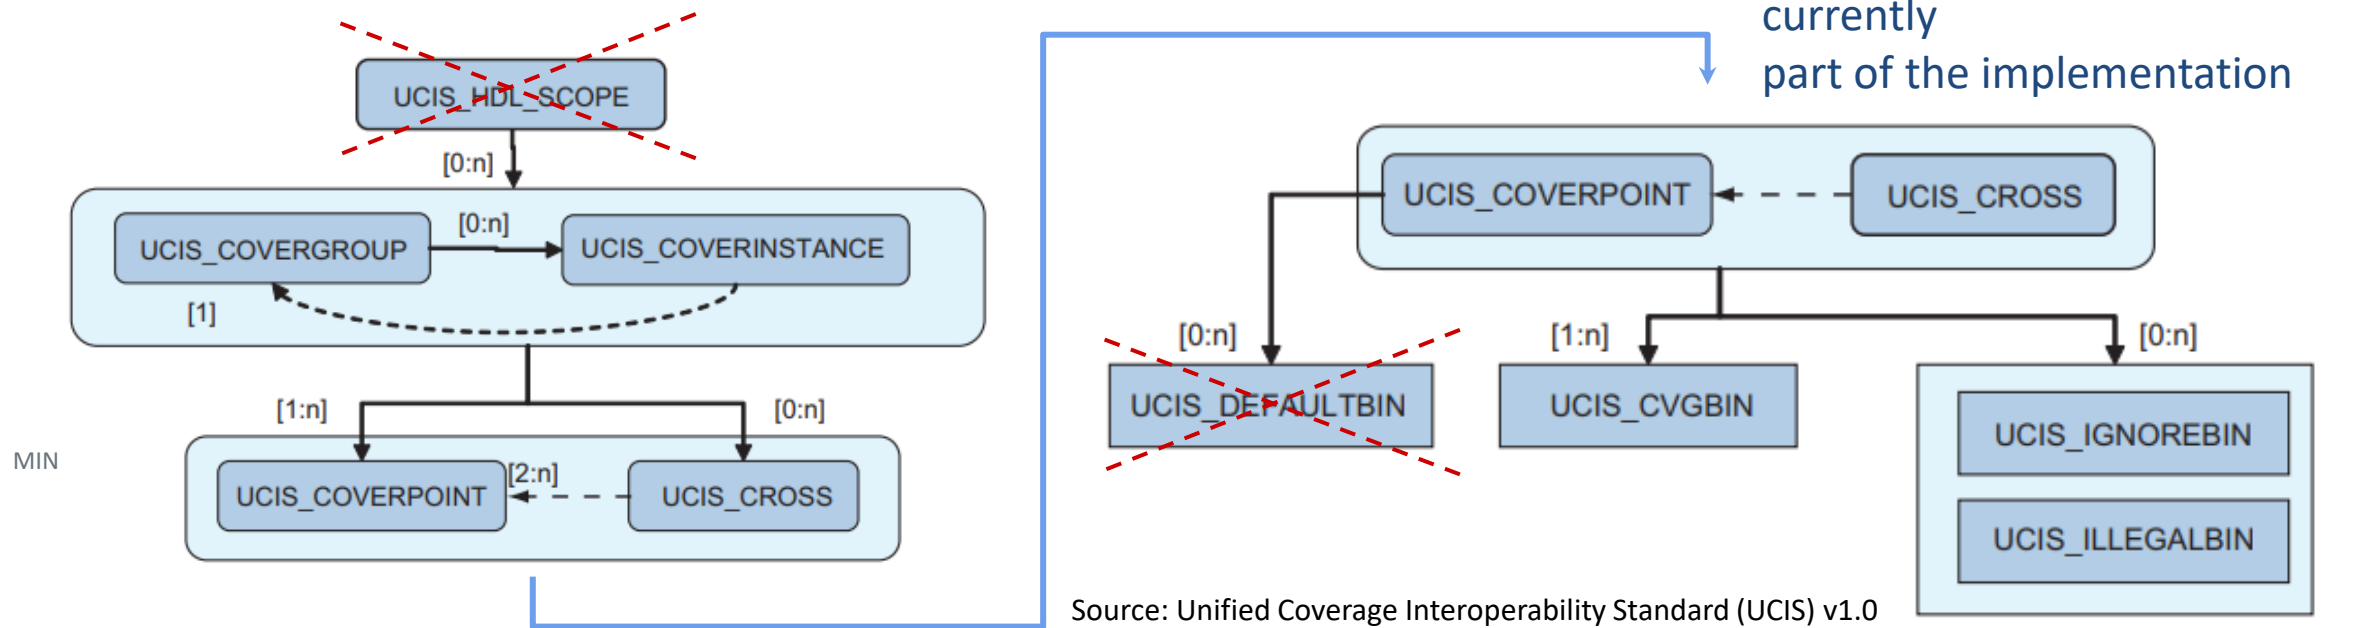 currently
part of the implementation
UCIS_HDL_SCOPE
[0:n]
UCIS_COVERGROUP
[0:n]
UCIS_COVERINSTANCE
[1]
[1:n]
[0:n]
MIN
UCIS_COVERPOINT
[2:n]
UCIS_CROSS
UCIS_COVERPOINT
UCIS_CROSS
[0:n]
[1:n]
[0:n]
UCIS_DEFAULTBIN
UCIS_CVGBIN
UCIS_IGNOREBIN
UCIS_ILLEGALBIN
Source: Unified Coverage Interoperability Standard (UCIS) v1.0